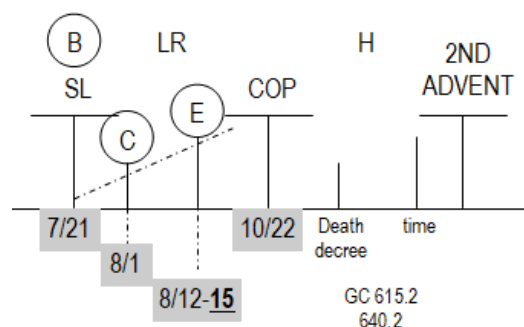 B LR H
SL COP 2ND
ADVENT
C E
7/21 10/22 Death time
decree
8/1
8/12-15 GC 615.2
640.2